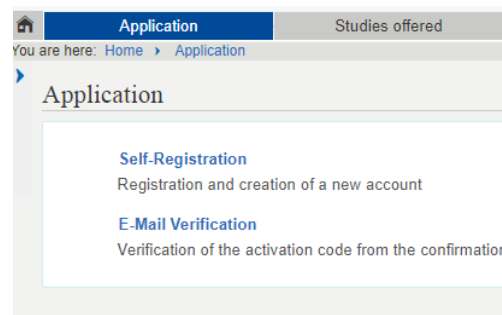 Application Studies offered
You are here: Home › Application
Application
Self-Registration
Registration and creation of a new account
E-Mail Verification
Verification of the activation code from the confirmation